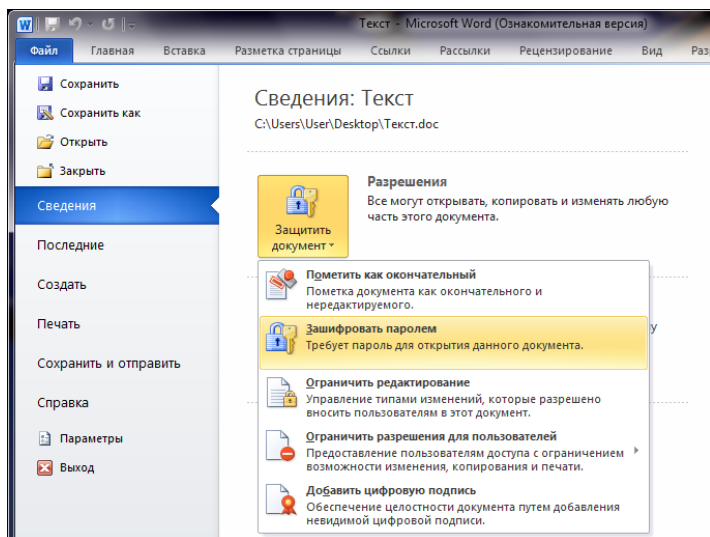 Текст - Microsoft Word (Ознакомительная версия)
Файл Главная Вставка Разметка страницы Ссылки Рассылки Рецензирование Вид Раз
Сохранить
Сохранить как
Открыть
Закрыть
Сведения
Последние
Создать
Печать
Сохранить и отправить
Справка
Параметры
Выход
Сведения: Текст
C:\Users\User\Desktop\Текст.doc
Защитить
документ
Разрешения
Все могут открывать, копировать и изменять любую
часть этого документа.
Пометить как окончательный
Пометка документа как окончательного и
нередактируемого.
Зашифровать паролем
Требует пароль для открытия данного документа.
у
Ограничить редактирование
Управление типами изменений, которые разрешено
вносить пользователям в этот документ.
Ограничить разрешения для пользователей
Предоставление пользователям доступа с ограничением
возможности изменения, копирования и печати.
Добавить цифровую подпись
Обеспечение целостности документа путем добавления
невидимой цифровой подписи.